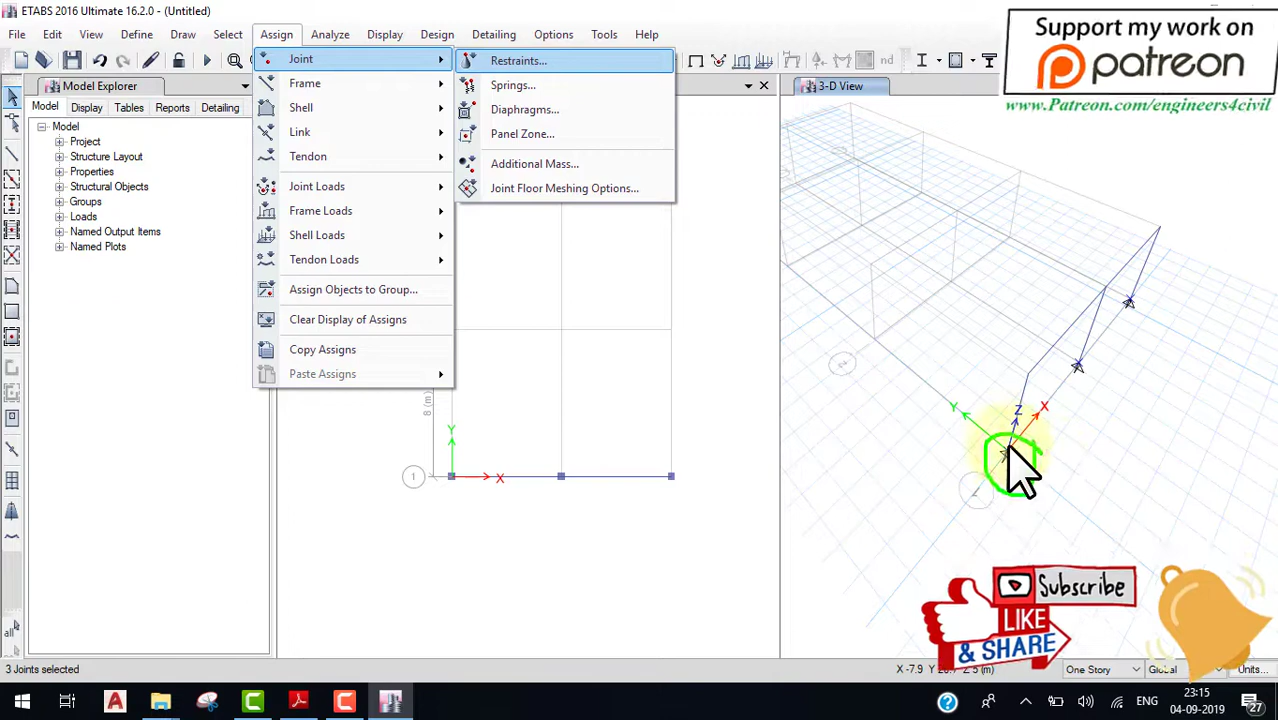 ETABS 2016 Ultimate 16.2.0 - (Untitled)
File Edit View Define Draw Select Assign Analyze Display Design Detailing Options Tools Help
Support my work on
patreon
www.Patreon.com/engineers4civil
Model Explorer
Model Display Tables Reports Detailing
Model
Project
Structure Layout
Properties
Structural Objects
Groups
Loads
Named Output Items
Named Plots
Joint
Frame
Shell
Link
Tendon
Joint Loads
Frame Loads
Shell Loads
Tendon Loads
Assign Objects to Group...
Clear Display of Assigns
Copy Assigns
Paste Assigns
Restraints...
Springs...
Diaphragms...
Panel Zone...
Additional Mass...
Joint Floor Meshing Options...
8 (m)
Y
1
X
3-D View
2
Y Z X
Subscribe
LIKE
& SHARE
all
3 Joints selected
One Story
Global
Units...
ENG
23:15
04-09-2019
27